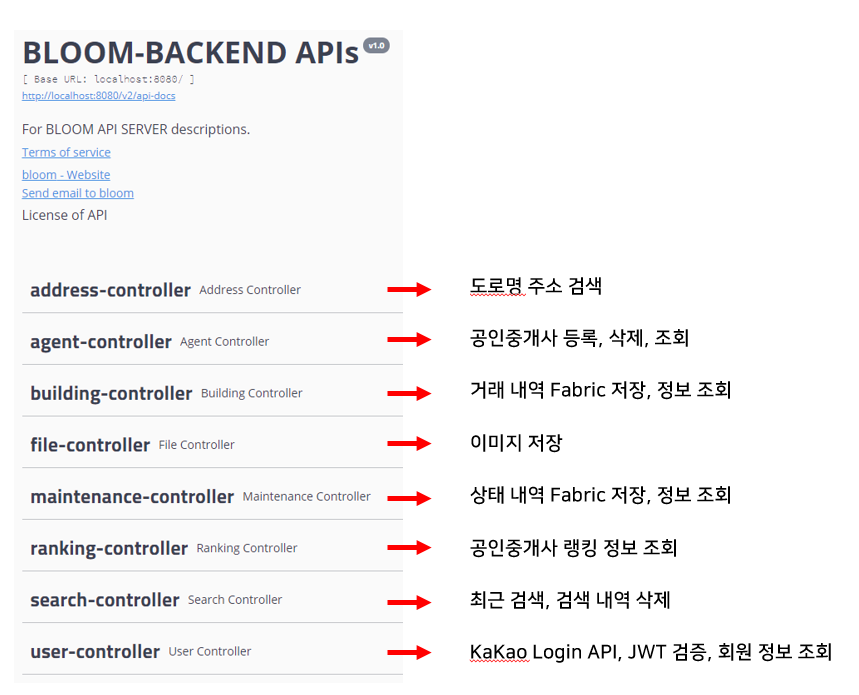 BLOOM-BACKEND APIs v1.0
[ Base URL: localhost:8080/ ]
http://localhost:8080/v2/api-docs
For BLOOM API SERVER descriptions.
Terms of service
bloom - Website
Send email to bloom
License of API
address-controller Address Controller 도로명 주소 검색
agent-controller Agent Controller 공인중개사 등록, 삭제, 조회
building-controller Building Controller 거래 내역 Fabric 저장, 정보 조회
file-controller File Controller 이미지 저장
maintenance-controller Maintenance Controller 상태 내역 Fabric 저장, 정보 조회
ranking-controller Ranking Controller 공인중개사 랭킹 정보 조회
search-controller Search Controller 최근 검색, 검색 내역 삭제
user-controller User Controller KaKao Login API, JWT 검증, 회원 정보 조회